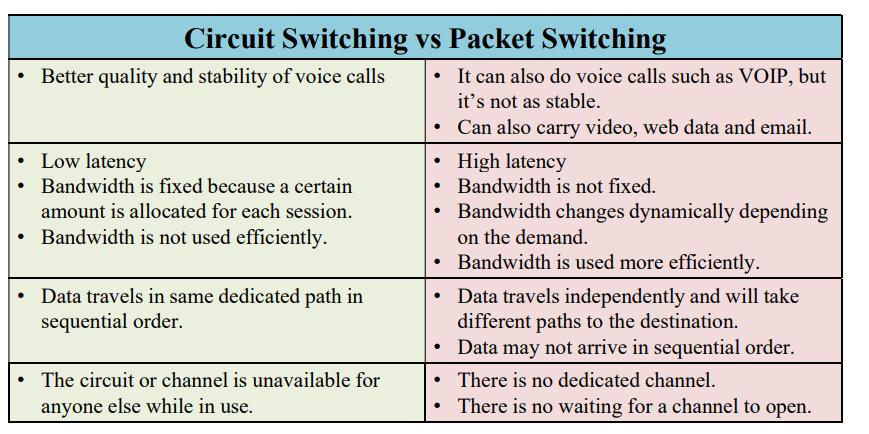 Circuit Switching vs Packet Switching
• Better quality and stability of voice calls
• It can also do voice calls such as VOIP, but
it's not as stable.
• Can also carry video, web data and email.
• Low latency
• Bandwidth is fixed because a certain
amount is allocated for each session.
• Bandwidth is not used efficiently.
• High latency
• Bandwidth is not fixed.
• Bandwidth changes dynamically depending
on the demand.
• Bandwidth is used more efficiently.
• Data travels in same dedicated path in
sequential order.
• Data travels independently and will take
different paths to the destination.
• Data may not arrive in sequential order.
• The circuit or channel is unavailable for
anyone else while in use.
• There is no dedicated channel.
• There is no waiting for a channel to open.